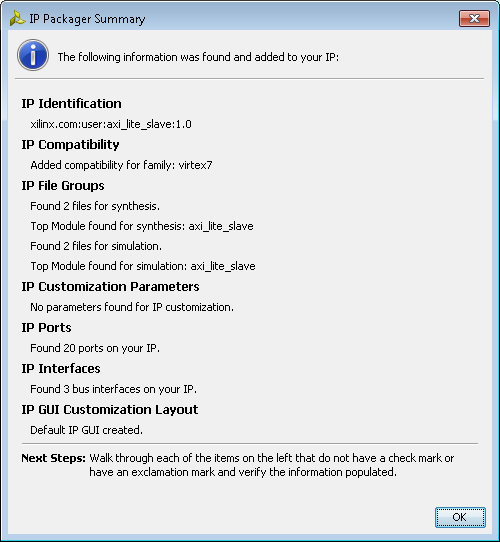 IP Packager Summary
The following information was found and added to your IP:
IP Identification
xilinx.com:user:axi_lite_slave:1.0
IP Compatibility
Added compatibility for family: virtex7
IP File Groups
Found 2 files for synthesis.
Top Module found for synthesis: axi_lite_slave
Found 2 files for simulation.
Top Module found for simulation: axi_lite_slave
IP Customization Parameters
No parameters found for IP customization.
IP Ports
Found 20 ports on your IP.
IP Interfaces
Found 3 bus interfaces on your IP.
IP GUI Customization Layout
Default IP GUI created.
Next Steps: Walk through each of the items on the left that do not have a check mark or
have an exclamation mark and verify the information populated.
OK